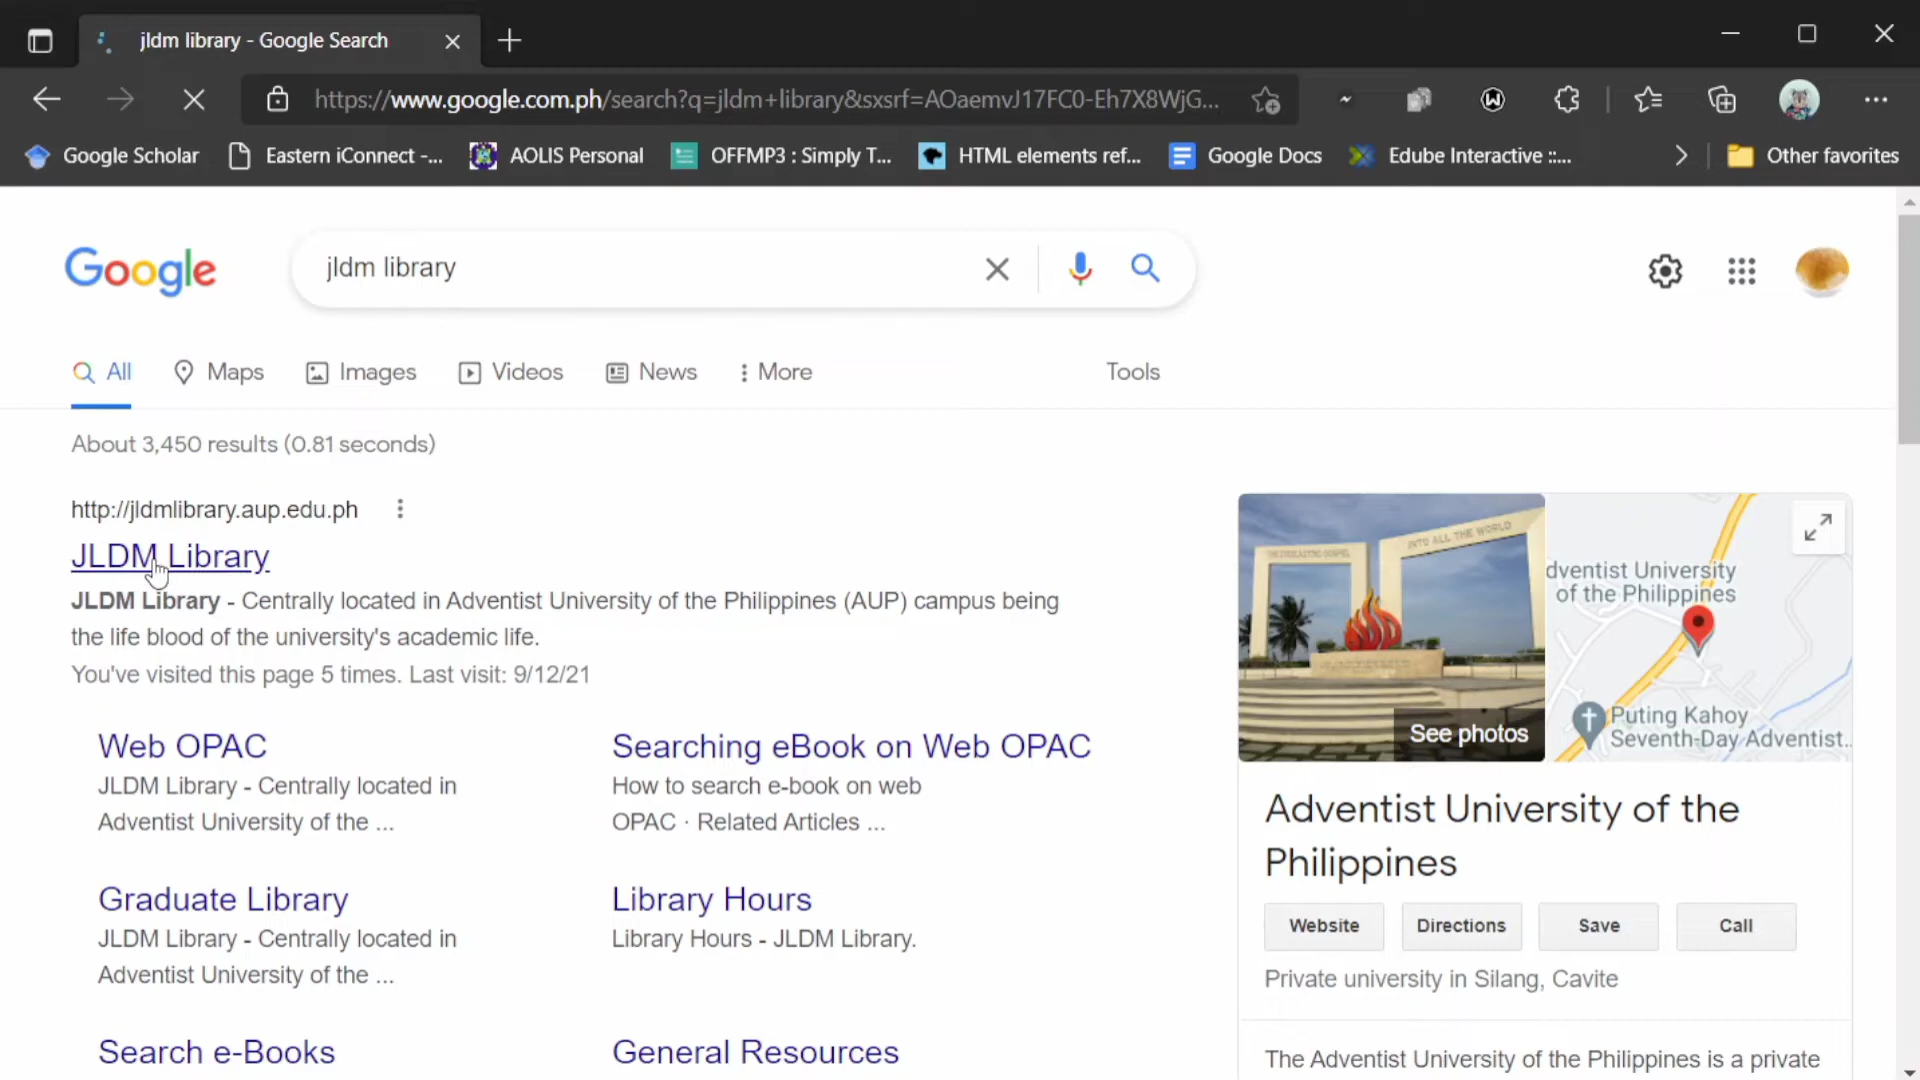 jldm library - Google Search
https://www.google.com.ph/search?q=jldm+library&sxsrf=AOaemvJ17FC0-Eh7X8WjG...
Google Scholar
Eastern iConnect -...
AOLIS Personal
OFFMP3 : Simply T...
HTML elements ref...
Google Docs
Edube Interactive ::...
Other favorites
Google
jldm library
All
Maps
Images
Videos
News
More
Tools
About 3,450 results (0.81 seconds)
http://jldmlibrary.aup.edu.ph
JLDM Library
JLDM Library - Centrally located in Adventist University of the Philippines (AUP) campus being
the life blood of the university's academic life.
You've visited this page 5 times. Last visit: 9/12/21
Web OPAC
JLDM Library - Centrally located in
Adventist University of the ...
Searching eBook on Web OPAC
How to search e-book on web
OPAC · Related Articles ...
Graduate Library
JLDM Library - Centrally located in
Adventist University of the ...
Library Hours
Library Hours - JLDM Library.
Search e-Books
General Resources
THE EVERLASTING GOSPEL
INTO ALL THE WORLD
See photos
dventist University
of the Philippines
Puting Kahoy
Seventh-Day Adventist...
Adventist University of the
Philippines
Website
Directions
Save
Call
Private university in Silang, Cavite
The Adventist University of the Philippines is a private